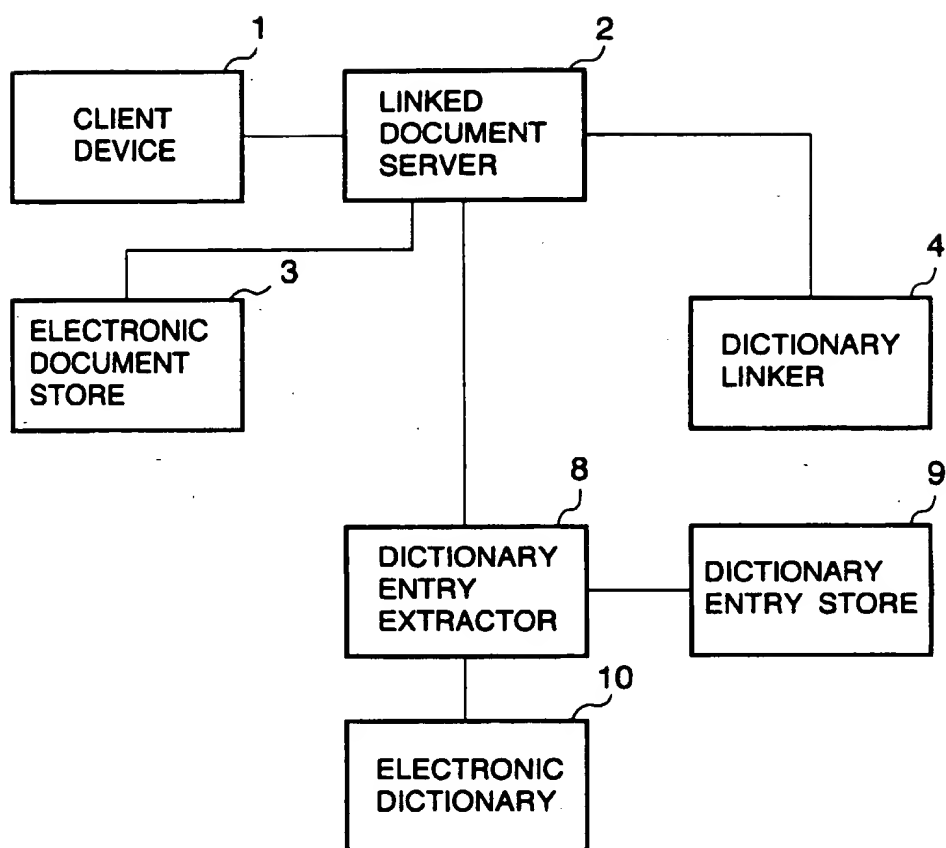 1
CLIENT
DEVICE
2
LINKED
DOCUMENT
SERVER
3
ELECTRONIC
DOCUMENT
STORE
4
DICTIONARY
LINKER
8
DICTIONARY
ENTRY
EXTRACTOR
9
DICTIONARY
ENTRY STORE
10
ELECTRONIC
DICTIONARY